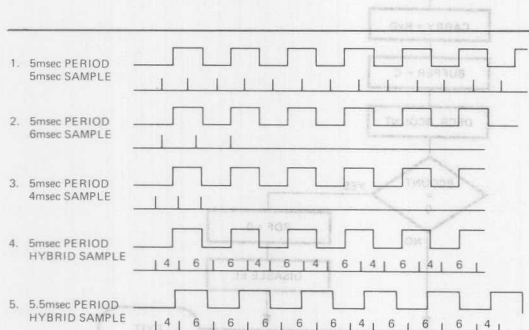 1. 5msec PERIOD
5msec SAMPLE
2. 5msec PERIOD
6msec SAMPLE
3. 5msec PERIOD
4msec SAMPLE
4. 5msec PERIOD
HYBRID SAMPLE
4 6 6 4 6 4 6 4 6 4 6
5. 5.5msec PERIOD
HYBRID SAMPLE
4 6 6 6 6 4 6 4 6 6 4 6